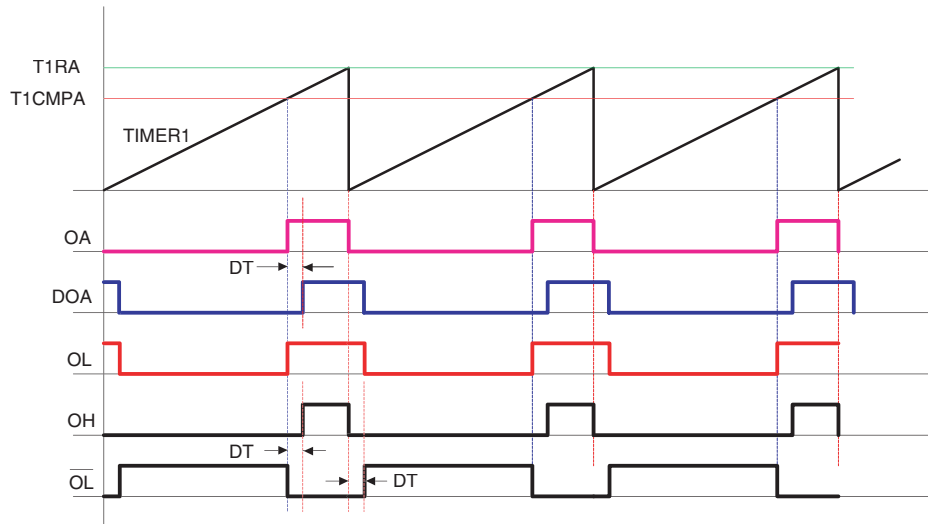 T1RA
T1CMPA
TIMER1
OA
DT
DOA
OL
OH
DT
OL
DT